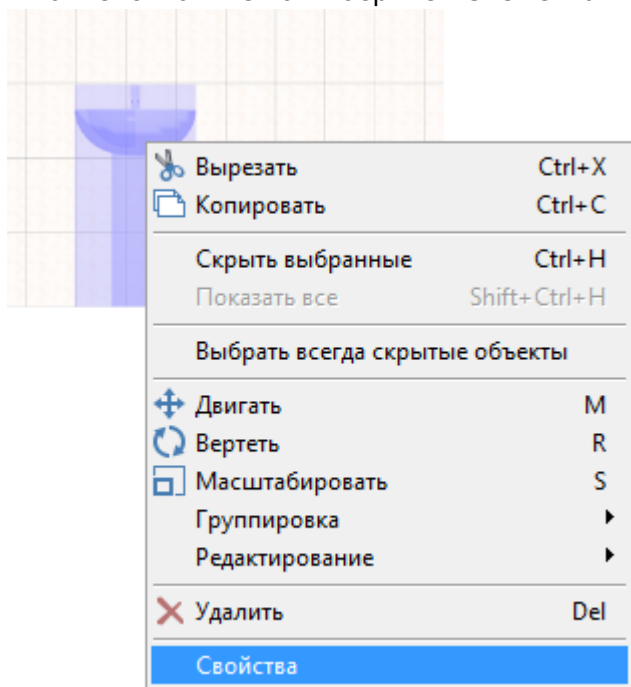 Вырезать Ctrl+X
Копировать Ctrl+C
Скрыть выбранные Ctrl+H
Показать все Shift+Ctrl+H
Выбрать всегда скрытые объекты
Двигать M
Вертеть R
Масштабировать S
Группировка
Редактирование
Удалить Del
Свойства